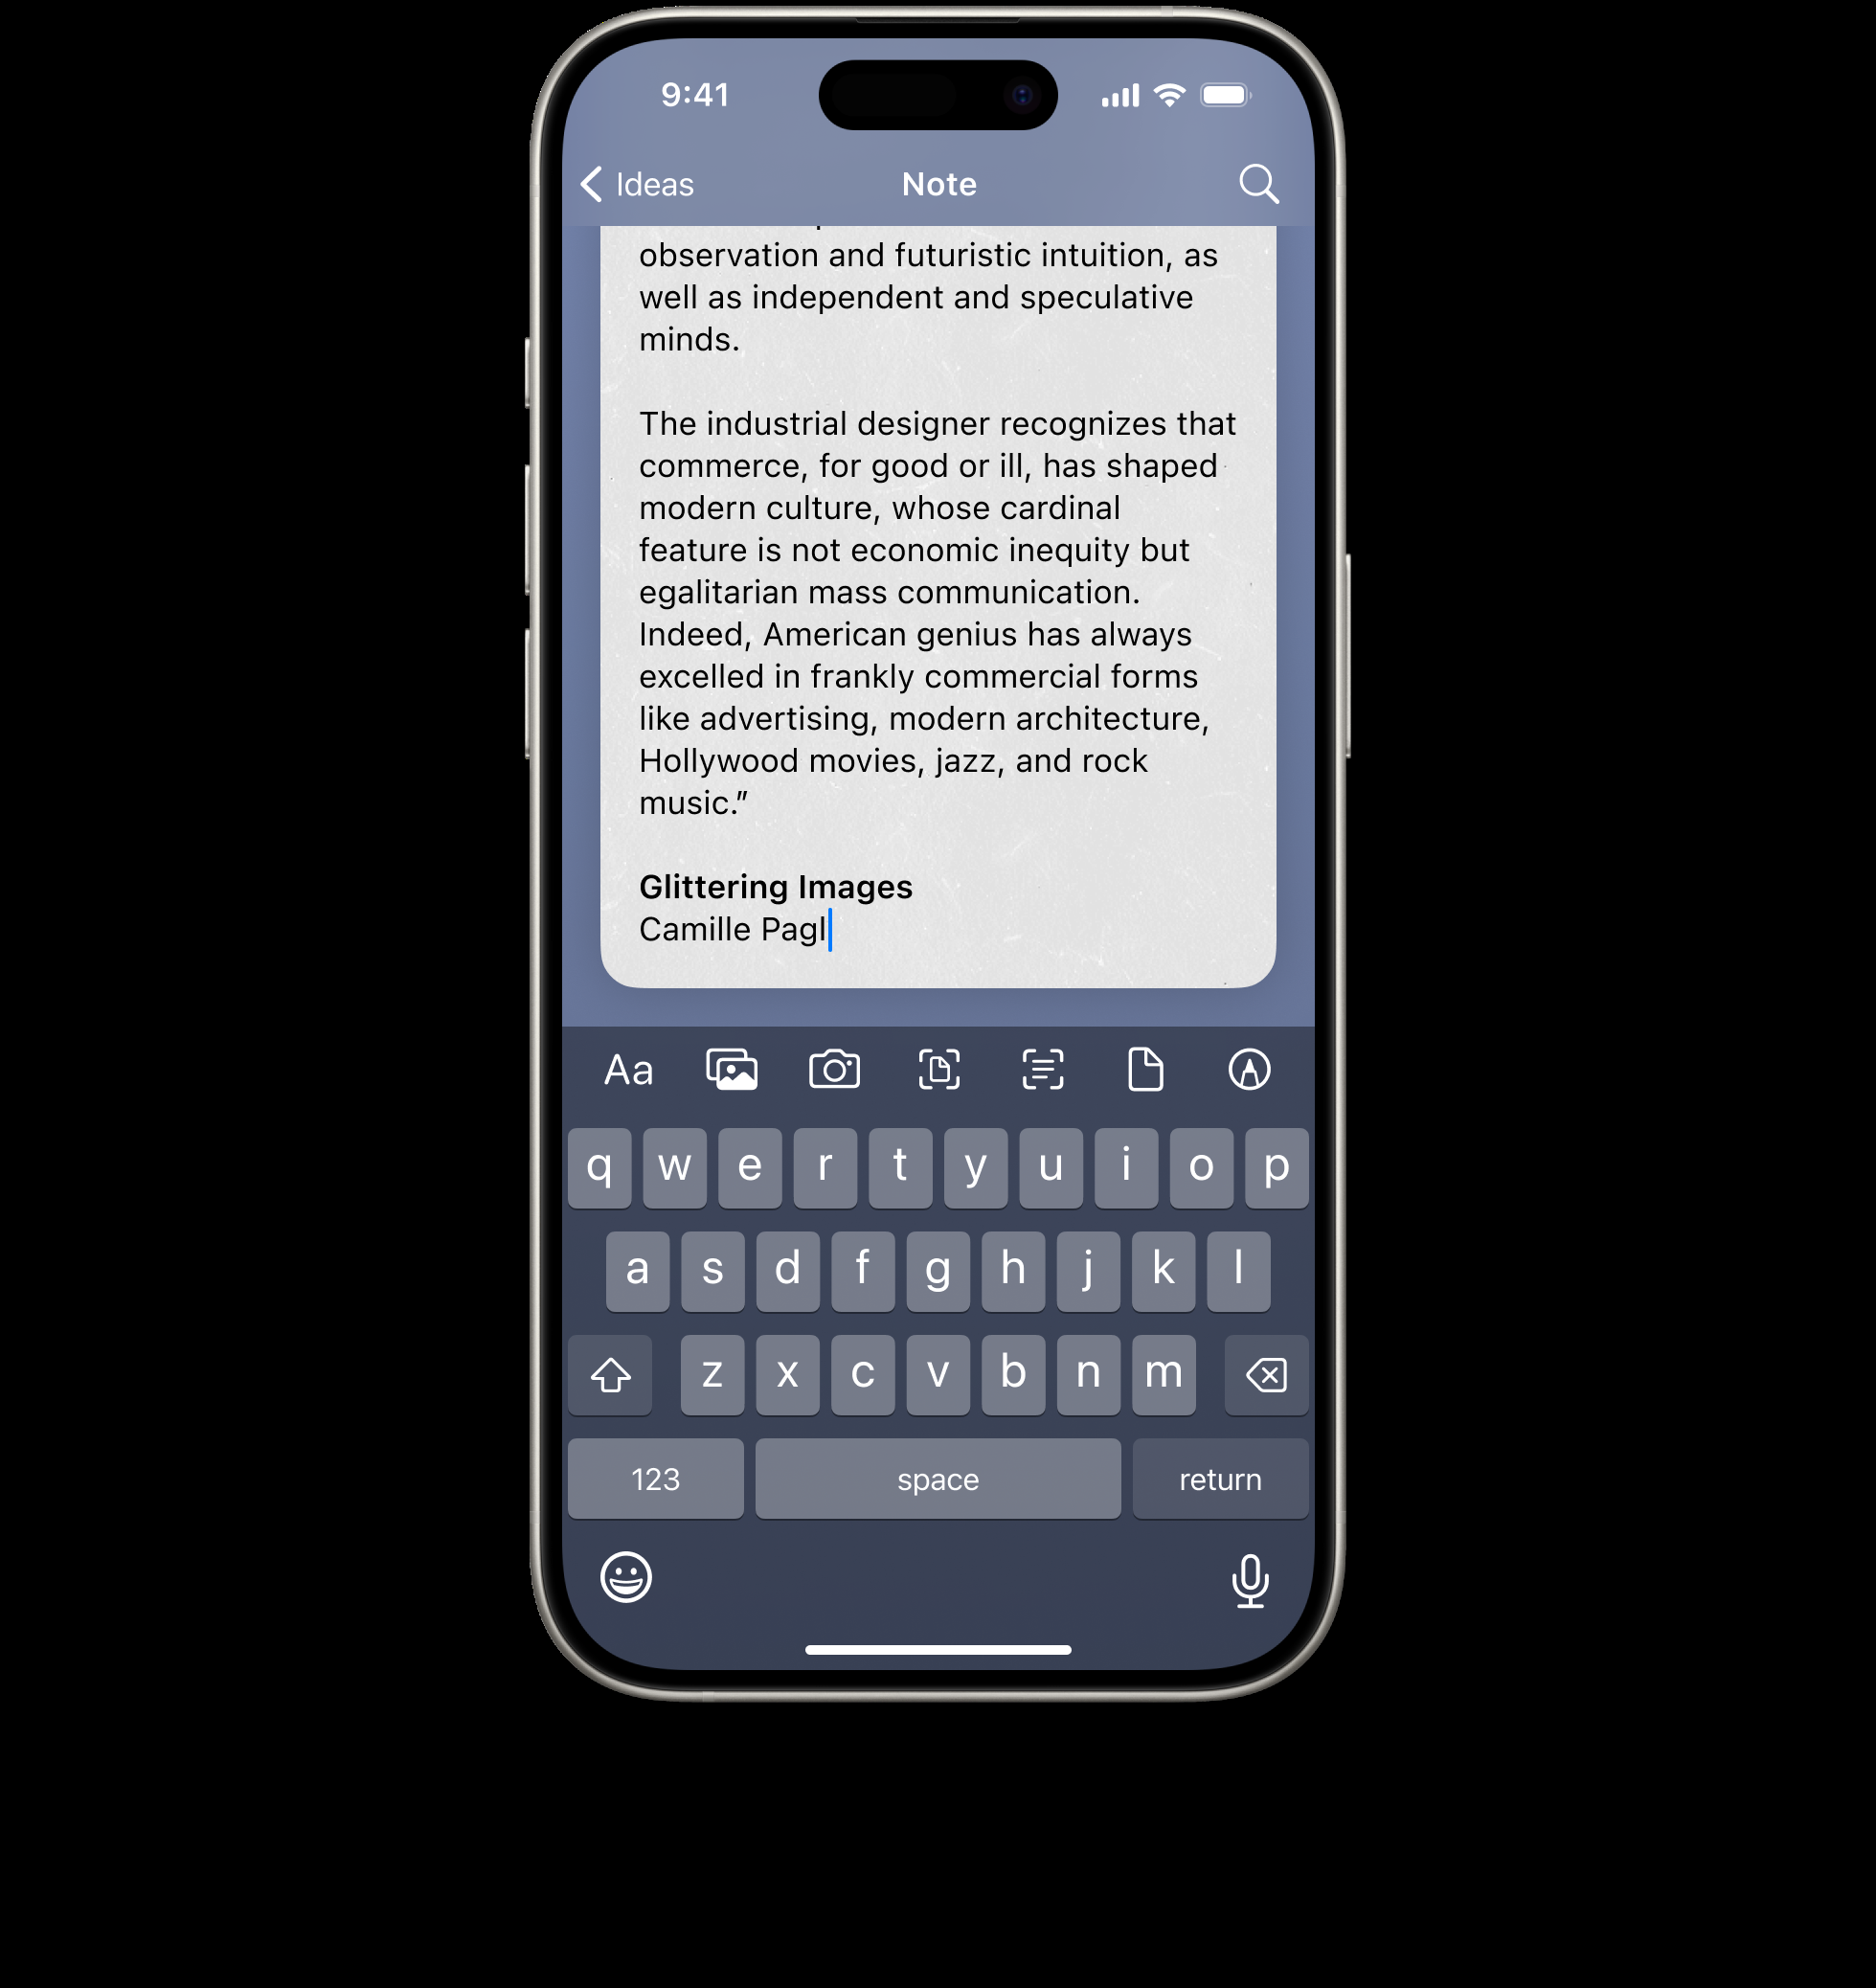 9:41
Ideas
Note
observation and futuristic intuition, as
well as independent and speculative
minds.
The industrial designer recognizes that
commerce, for good or ill, has shaped
modern culture, whose cardinal
feature is not economic inequity but
egalitarian mass communication.
Indeed, American genius has always
excelled in frankly commercial forms
like advertising, modern architecture,
Hollywood movies, jazz, and rock
music.”
Glittering Images
Camille Pagl
Aa
q w e r t y u i o p
a s d f g h j k l
z x c v b n m
123 space return